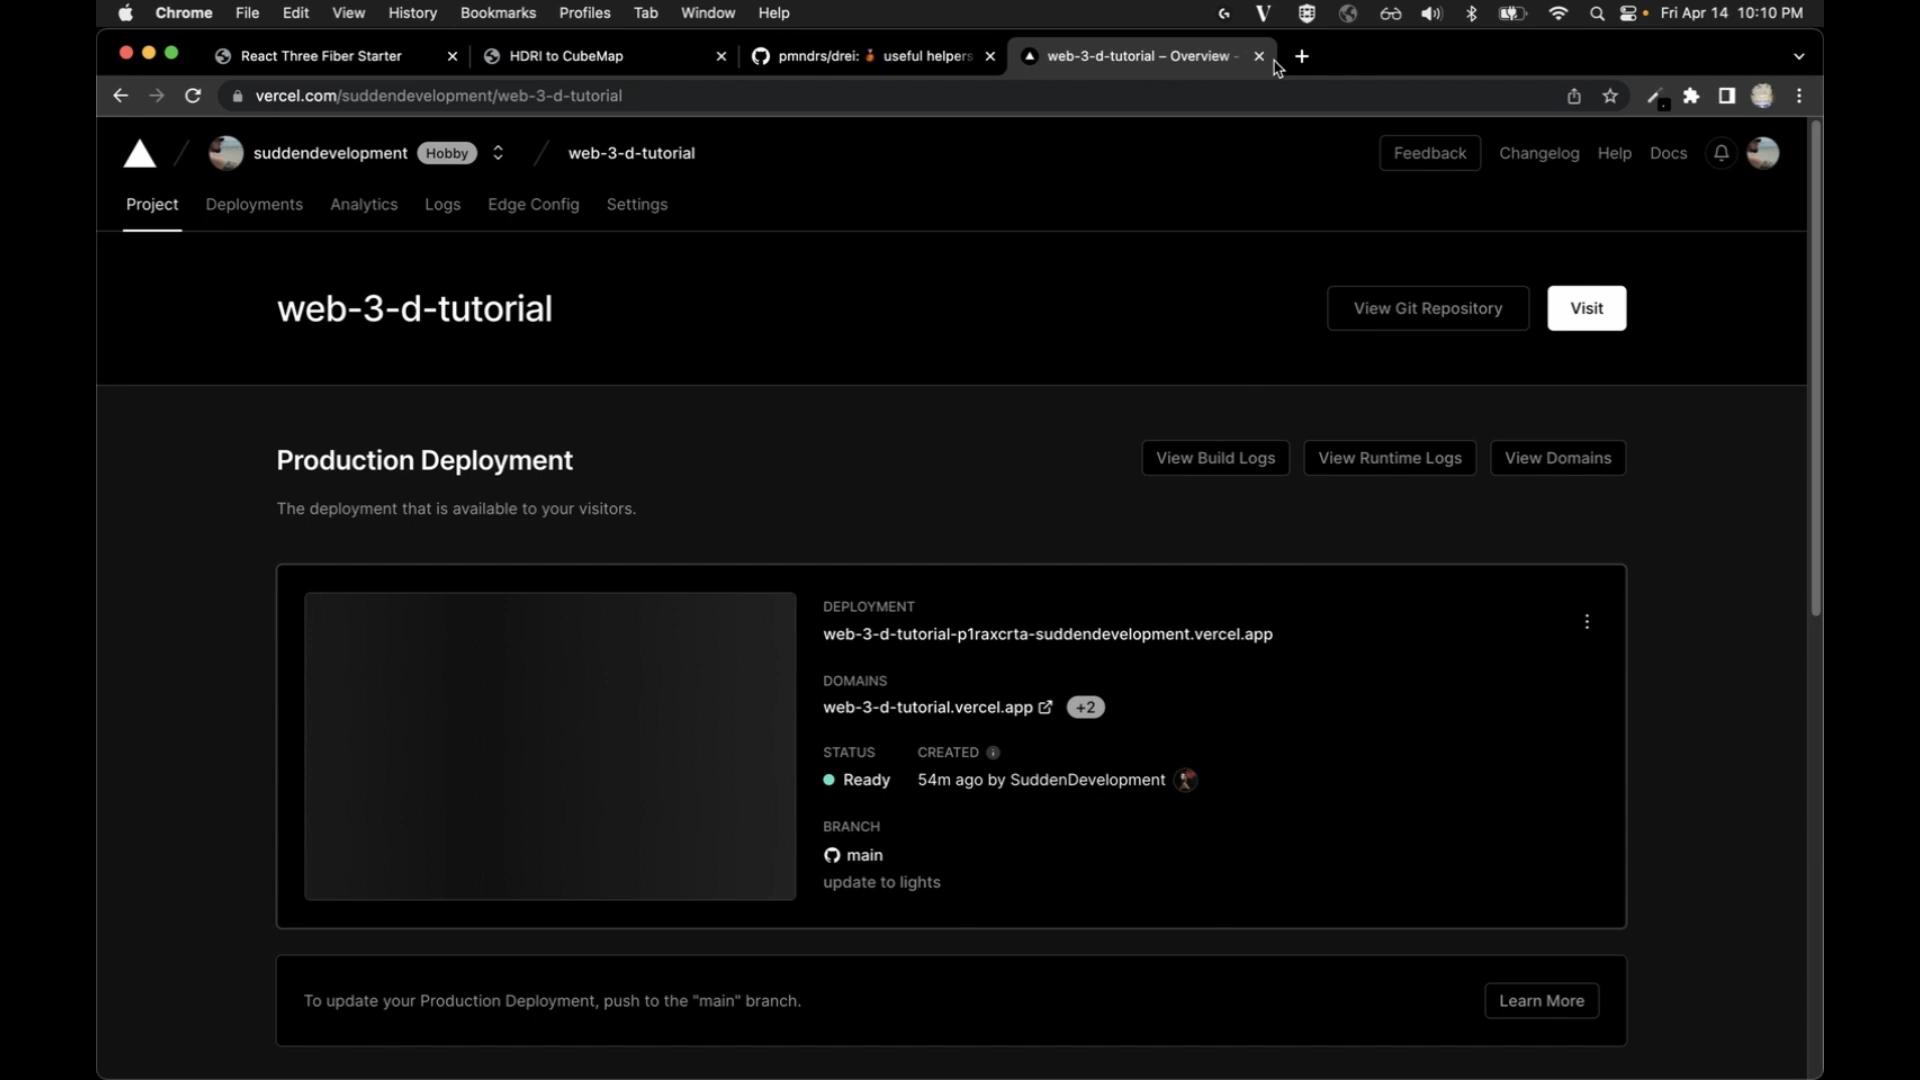 Chrome File Edit View History Bookmarks Profiles Tab Window Help Fri Apr 14 10:10 PM
React Three Fiber Starter HDRI to CubeMap pmndrs/drei: useful helpers web-3-d-tutorial – Overview -
vercel.com/suddendevelopment/web-3-d-tutorial
suddendevelopment Hobby web-3-d-tutorial Feedback Changelog Help Docs
Project Deployments Analytics Logs Edge Config Settings
web-3-d-tutorial View Git Repository Visit
Production Deployment View Build Logs View Runtime Logs View Domains
The deployment that is available to your visitors.
DEPLOYMENT
web-3-d-tutorial-p1raxcrta-suddendevelopment.vercel.app
DOMAINS
web-3-d-tutorial.vercel.app +2
STATUS CREATED
Ready 54m ago by SuddenDevelopment
BRANCH
main
update to lights
To update your Production Deployment, push to the "main" branch. Learn More